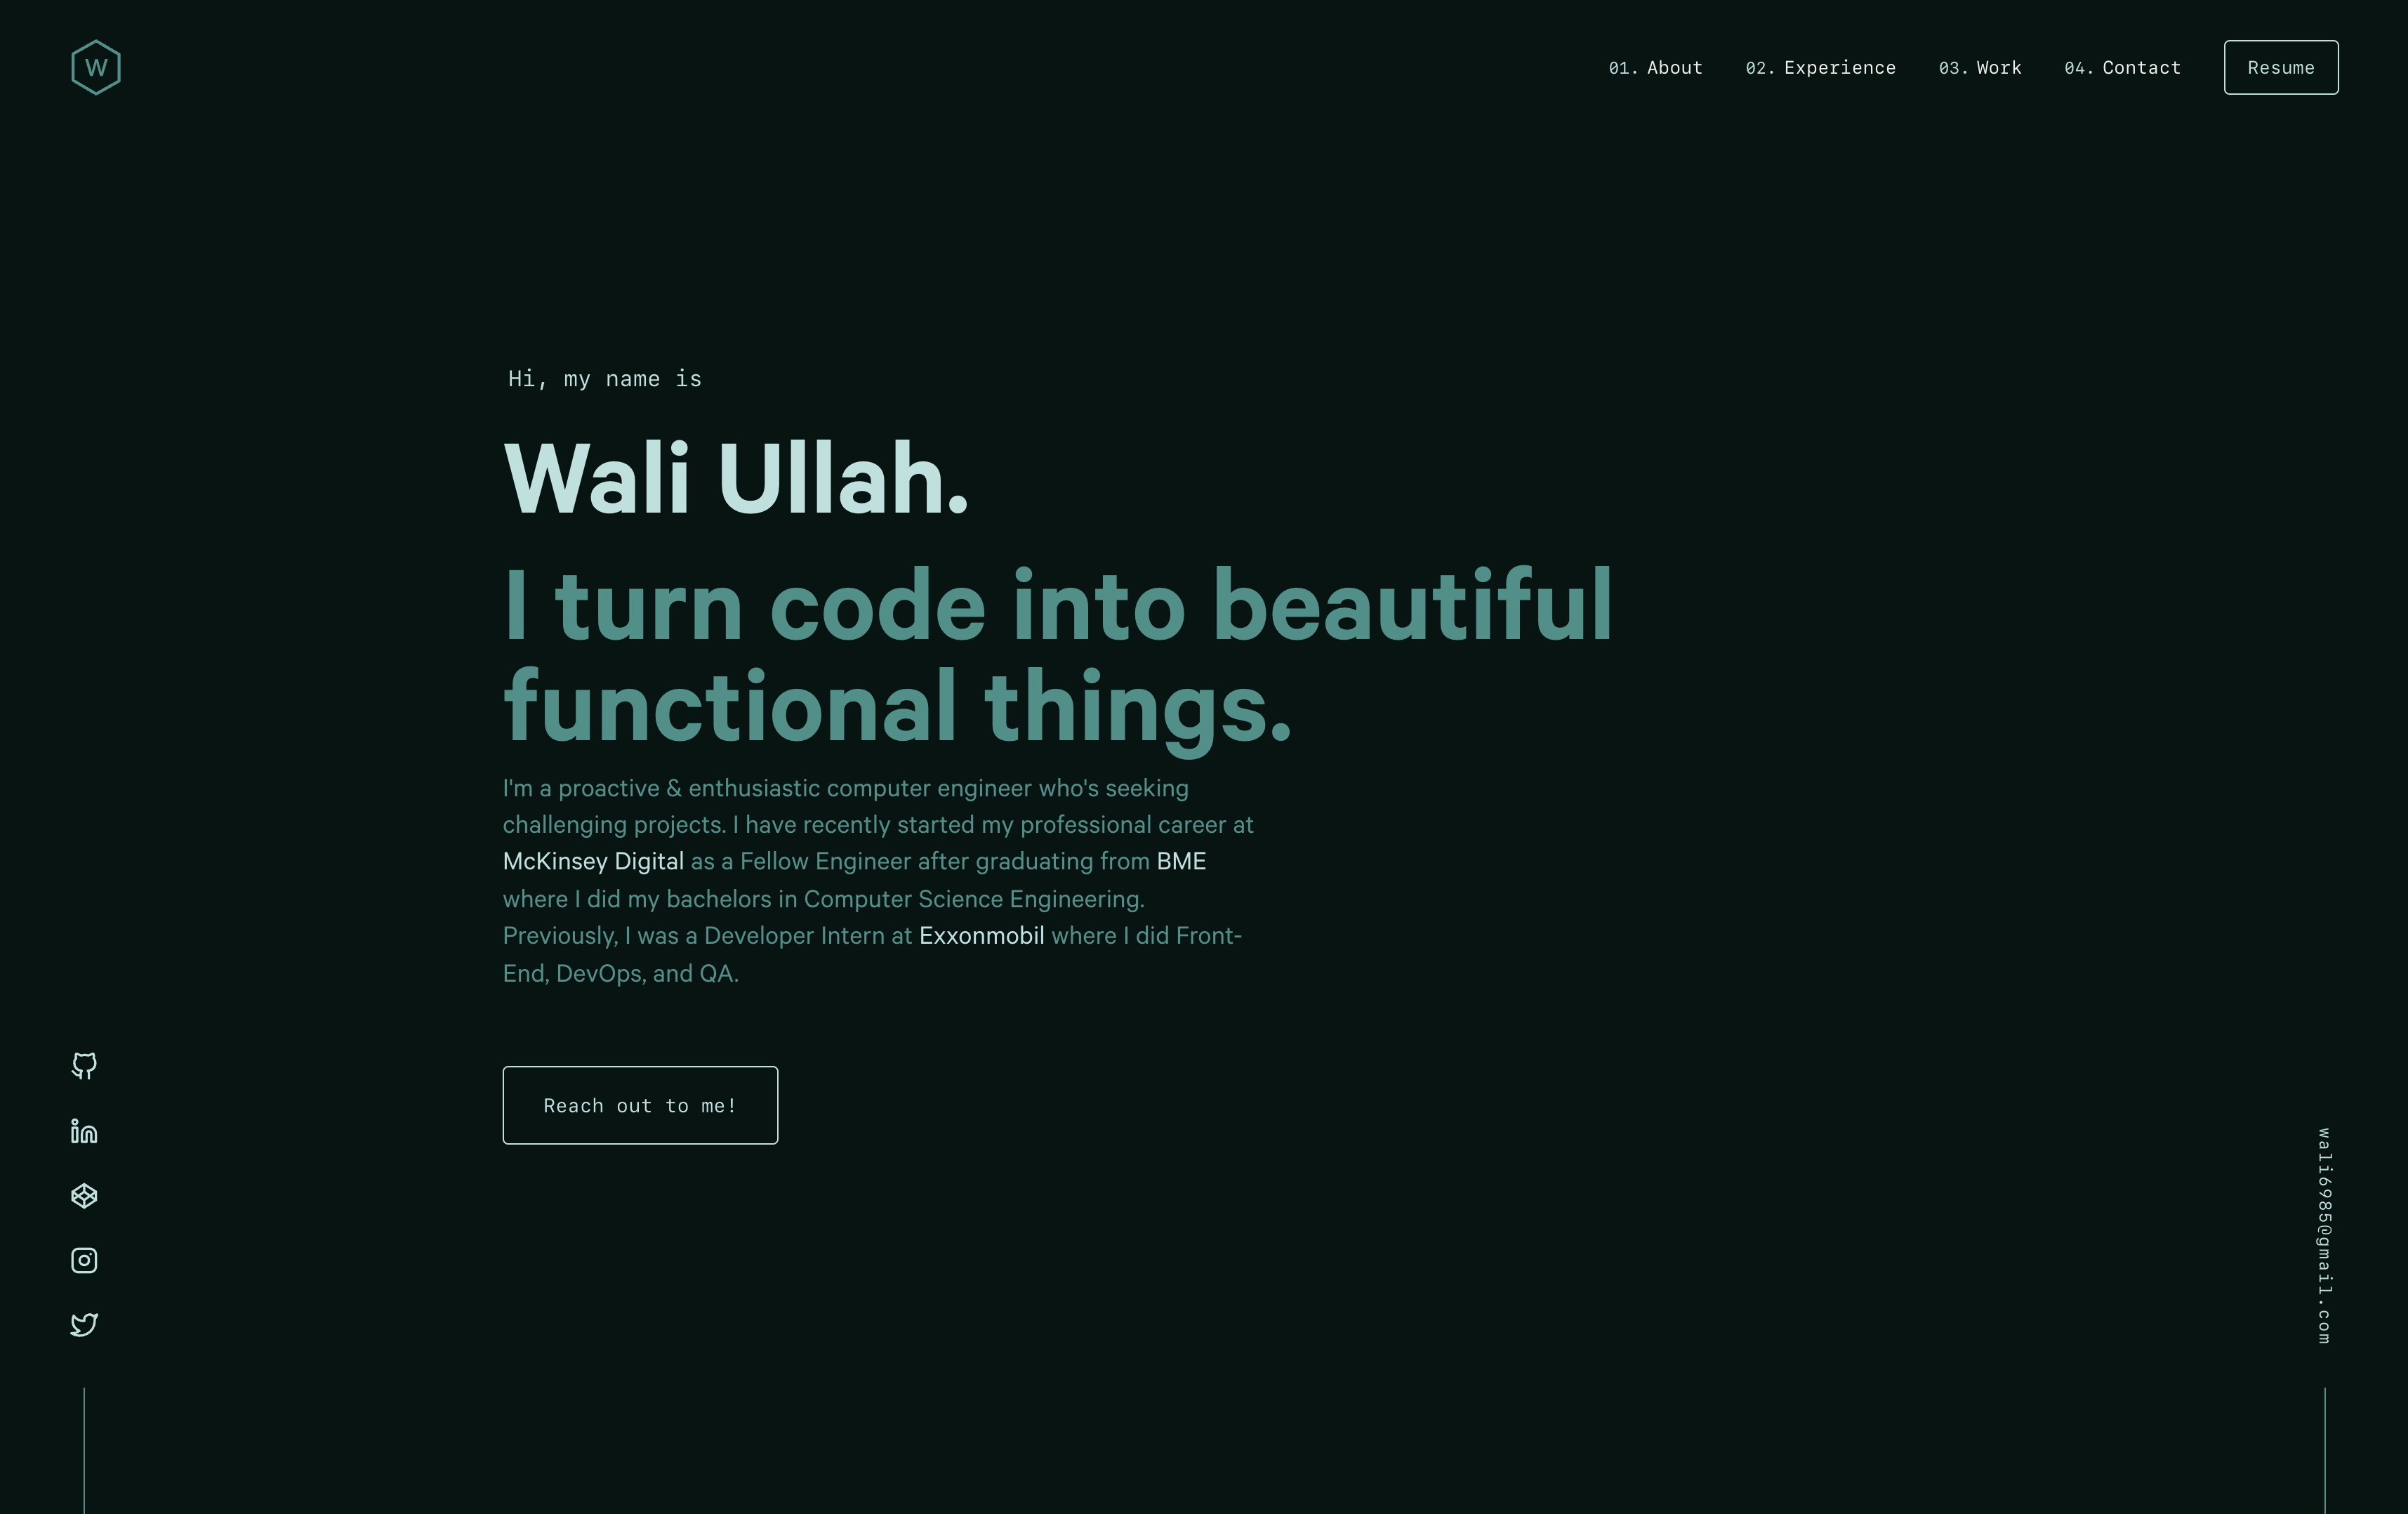 W
01. About 02. Experience 03. Work 04. Contact Resume
Hi, my name is
Wali Ullah.
I turn code into beautiful
functional things.
I'm a proactive & enthusiastic computer engineer who's seeking
challenging projects. I have recently started my professional career at
McKinsey Digital as a Fellow Engineer after graduating from BME
where I did my bachelors in Computer Science Engineering.
Previously, I was a Developer Intern at Exxonmobil where I did Front-
End, DevOps, and QA.
Reach out to me!
wali6985@gmail.com